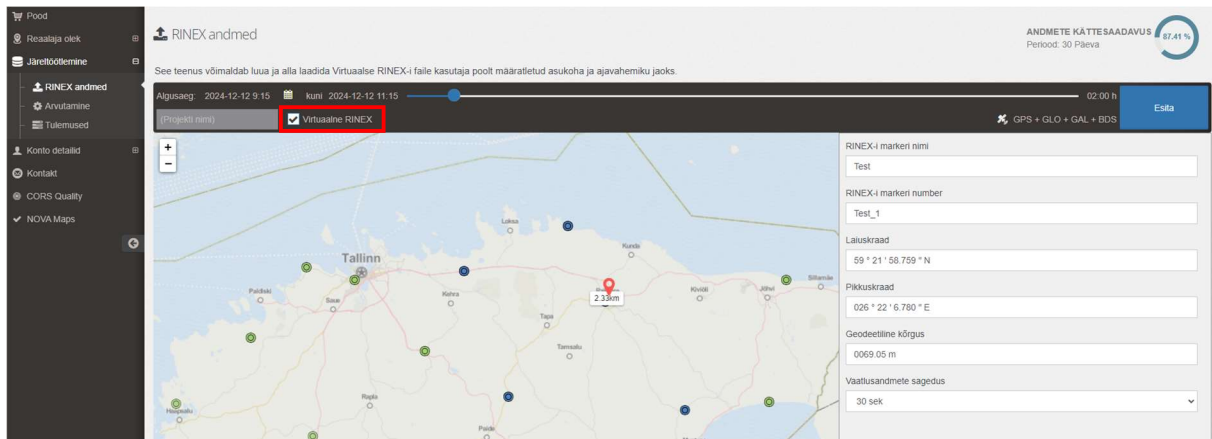 Pood
Reaalaja olek
Järeltöötlemine
RINEX andmed
Arvutamine
Tulemused
Konto detailid
Kontakt
CORS Quality
NOVA Maps
RINEX andmed
ANDMETE KÄTTESAADAVUS
Periood: 30 Päeva
87.41 %
See teenus võimaldab luua ja alla laadida Virtuaalse RINEX-i faile kasutaja poolt määratletud asukoha ja ajavahemiku jaoks.
Algusaeg: 2024-12-12 9:15 kuni 2024-12-12 11:15 02:00 h
Esita
(Projekti nimi) Virtuaalne RINEX GPS + GLO + GAL + BDS
+
−
Loksa
Kunda
Tallinn
Sillamäe
Paldiski
Saue
Kehra
2.33km
Kiviõli
Jõhvi
Tapa
Tamsalu
Rapla
Haapsalu
Paide
RINEX-i markeri nimi
Test
RINEX-i markeri number
Test_1
Laiuskraad
59 ° 21 ' 58.759 " N
Pikkuskraad
026 ° 22 ' 6.780 " E
Geodeetiline kõrgus
0069.05 m
Vaatlusandmete sagedus
30 sek